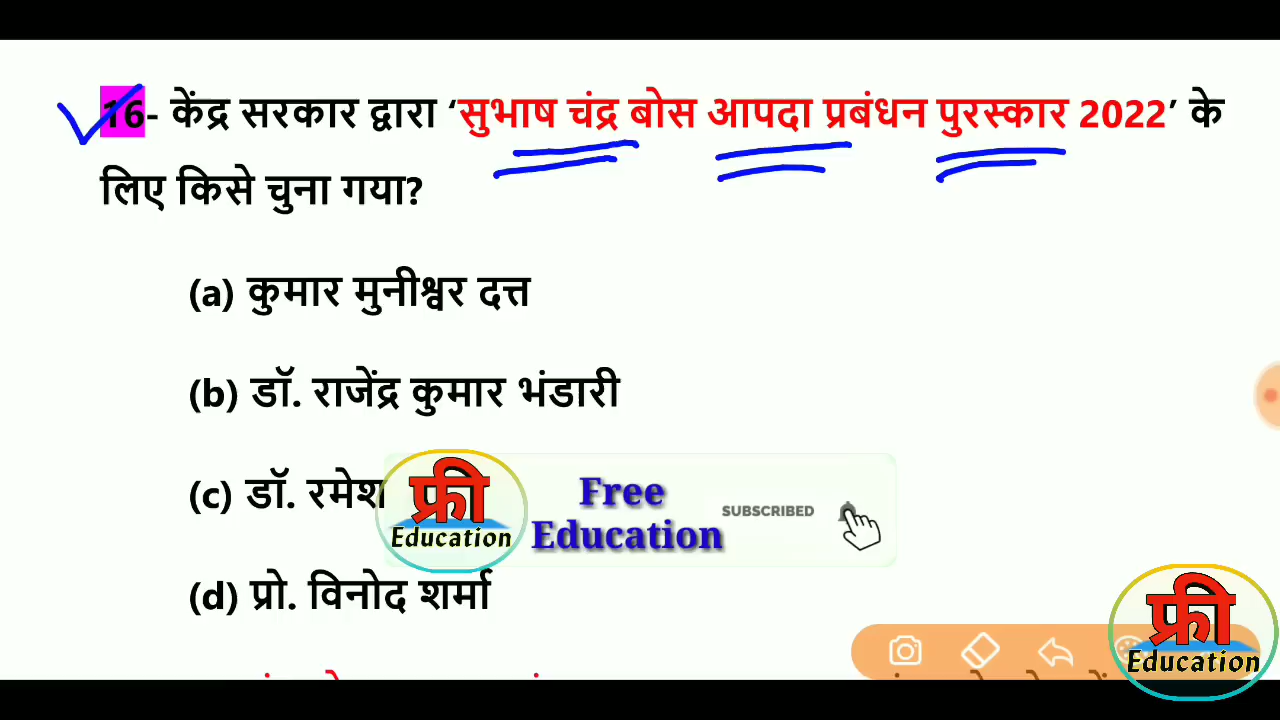 16- केंद्र सरकार द्वारा ‘सुभाष चंद्र बोस आपदा प्रबंधन पुरस्कार 2022’ के
लिए किसे चुना गया?
(a) कुमार मुनीश्वर दत्त
(b) डॉ. राजेंद्र कुमार भंडारी
(c) डॉ. रमेश
फ्री
Education
Free
Education
SUBSCRIBED
(d) प्रो. विनोद शर्मा
फ्री
Education